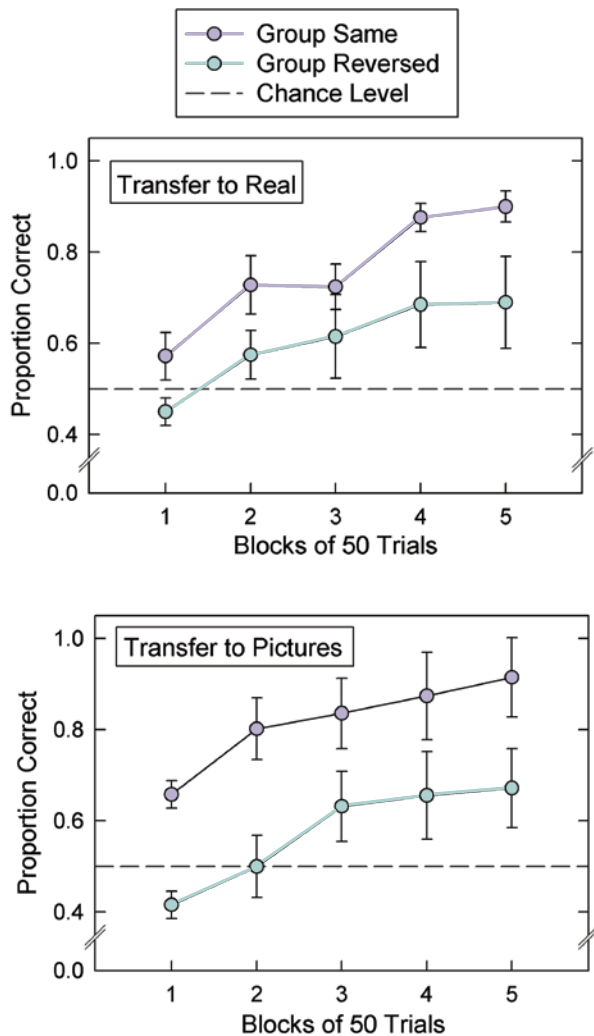 Group Same
Group Reversed
Chance Level
Transfer to Real
Proportion Correct
1.0
0.8
0.6
0.4
0.0
1 2 3 4 5
Blocks of 50 Trials
Transfer to Pictures
Proportion Correct
1.0
0.8
0.6
0.4
0.0
1 2 3 4 5
Blocks of 50 Trials